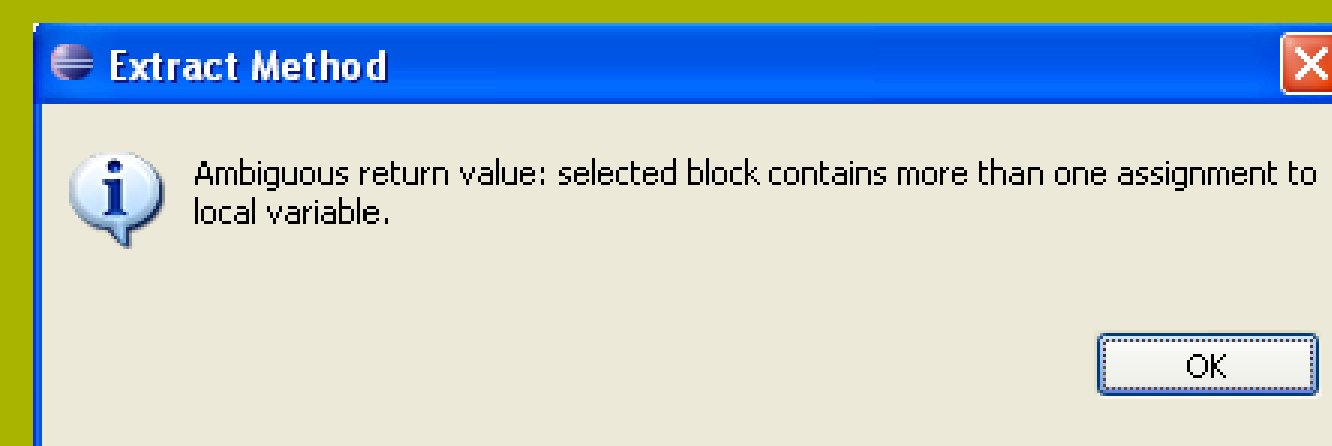 Extract Method
Ambiguous return value: selected block contains more than one assignment to
local variable.
OK